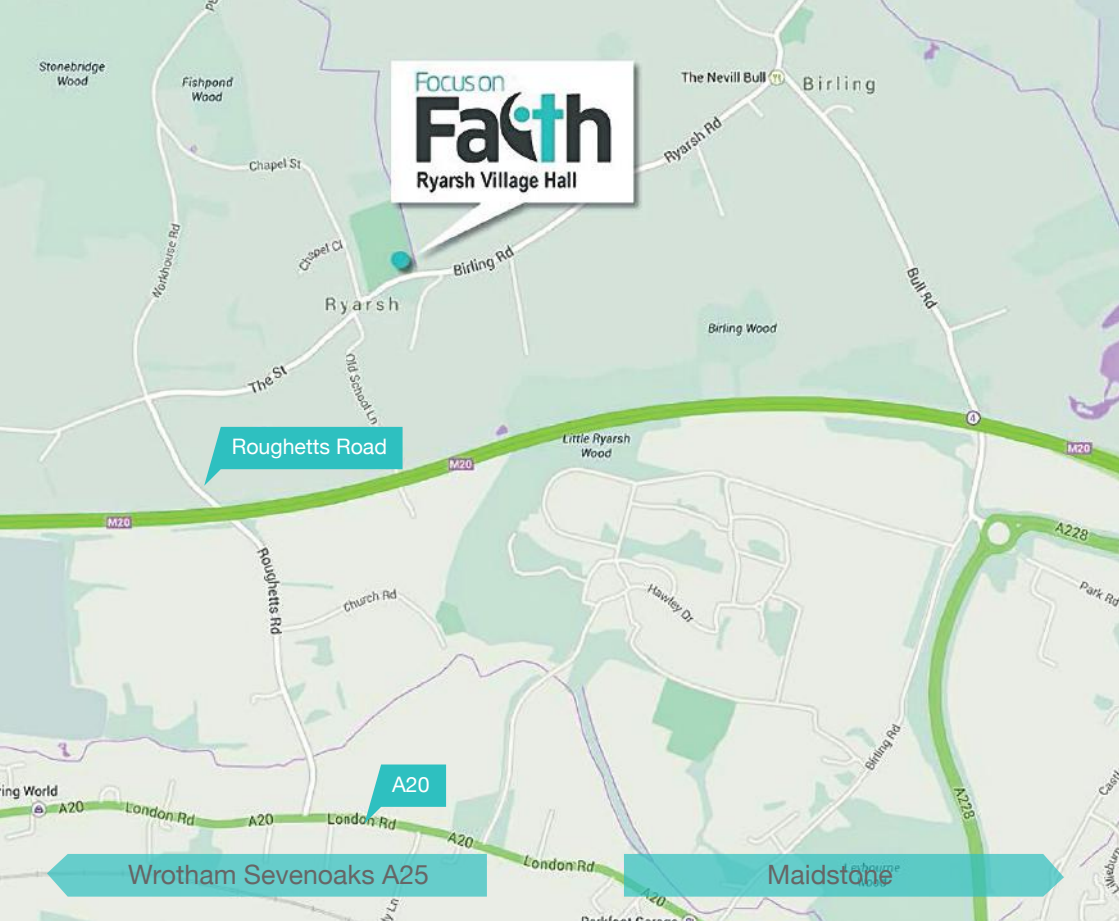 Stonebridge
Wood
Fishpond
Wood
Focus on
Faith
Ryarsh Village Hall
The Nevill Bull
Birling
Ryarsh Rd
Chapel St
Workhouse Rd
Chapel Cl
Birling Rd
Ryarsh
Bull Rd
Birling Wood
The St
Old School Ln
4
Roughetts Road
Little Ryarsh
Wood
M20
M20
M20
A228
Roughetts Rd
Church Rd
Hawley Dr
Park Rd
Birling Rd
A20
ring World
A20
London Rd
A20
London Rd
A20
London Rd
A20
A228
Wrotham Sevenoaks A25
Maidstone